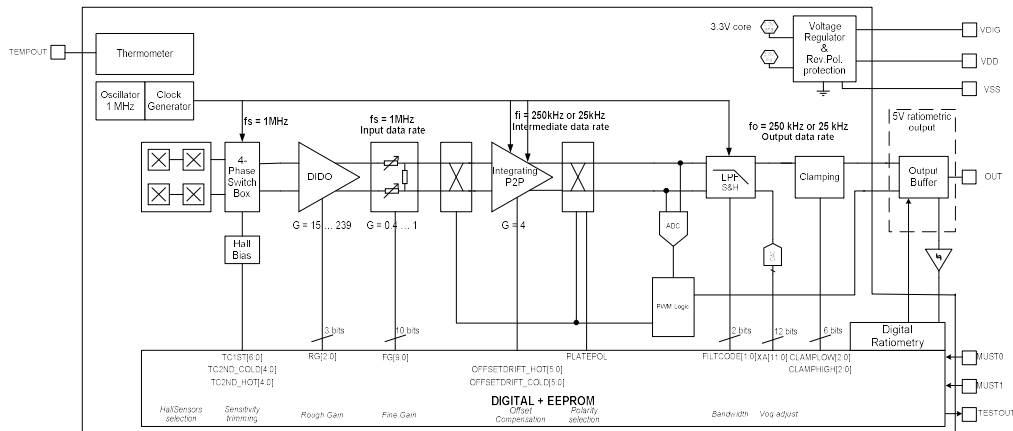 3.3V core
Voltage
Regulator
&
Rev.Pol.
protection
VDIG
VDD
VSS
TEMPOUT
Thermometer
Oscillator
1 MHz
Clock
Generator
fs = 1MHz
fs = 1MHz
Input data rate
fi = 250kHz or 25kHz
Intermediate data rate
fo = 250 kHz or 25 kHz
Output data rate
5V ratiometric
output
4-
Phase
Switch
Box
DIDO
Integrating
P2P
LPF
S&H
Clamping
Output
Buffer
OUT
G = 15 ... 239
G = 0.4 ... 1
G = 4
ADC
Hall
Bias
PWM Logic
3 bits
10 bits
2 bits
12 bits
6 bits
Digital
Ratiometry
TC1ST[6:0]
TC2ND_COLD[4:0]
TC2ND_HOT[4:0]
RG[2:0]
FG[9:0]
OFFSETDRIFT_HOT[5:0]
OFFSETDRIFT_COLD[5:0]
PLATEPOL
FILTCODE[1:0]
XA[11:0]
CLAMPLOW[2:0]
CLAMPHIGH[2:0]
MUST0
MUST1
TESTOUT
DIGITAL + EEPROM
HallSensors
selection
Sensitivity
trimming
Rough Gain
Fine Gain
Offset
Compensation
Polarity
selection
Bandwidth
Voq adjust